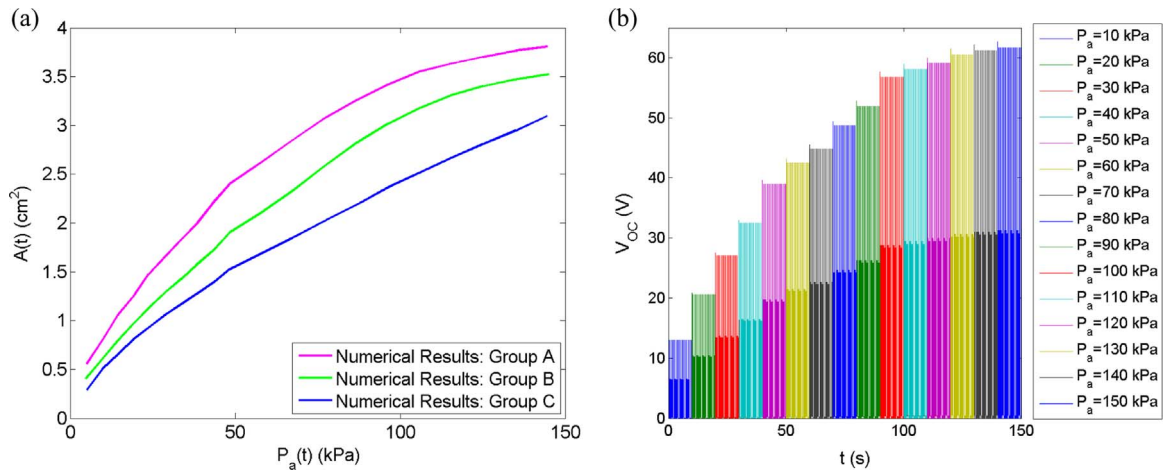 (a)
4
3.5
3
2.5
2
1.5
1
0.5
0
A(t) (cm²)
0
50
100
150
Pₐ(t) (kPa)
Numerical Results: Group A
Numerical Results: Group B
Numerical Results: Group C
(b)
60
50
40
30
20
10
0
V_OC (V)
0
50
100
150
t (s)
Pₐ=10 kPa
Pₐ=20 kPa
Pₐ=30 kPa
Pₐ=40 kPa
Pₐ=50 kPa
Pₐ=60 kPa
Pₐ=70 kPa
Pₐ=80 kPa
Pₐ=90 kPa
Pₐ=100 kPa
Pₐ=110 kPa
Pₐ=120 kPa
Pₐ=130 kPa
Pₐ=140 kPa
Pₐ=150 kPa